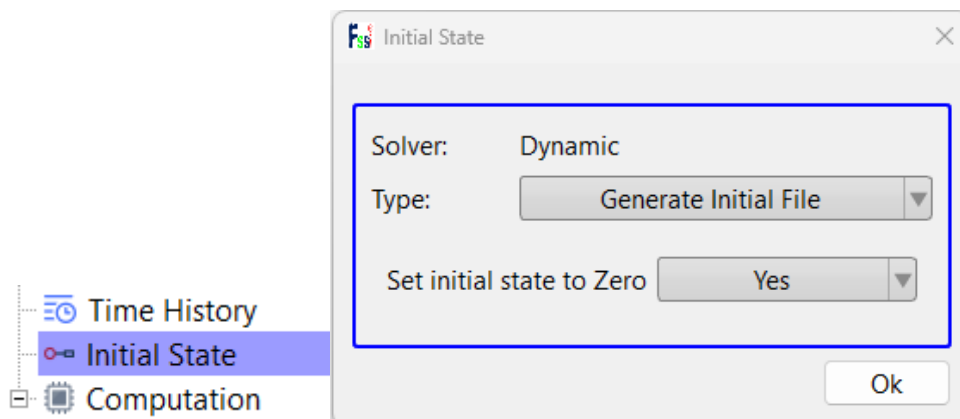 Fss Initial State
Solver: Dynamic
Type: Generate Initial File
Set initial state to Zero Yes
Time History
Initial State
Computation
Ok